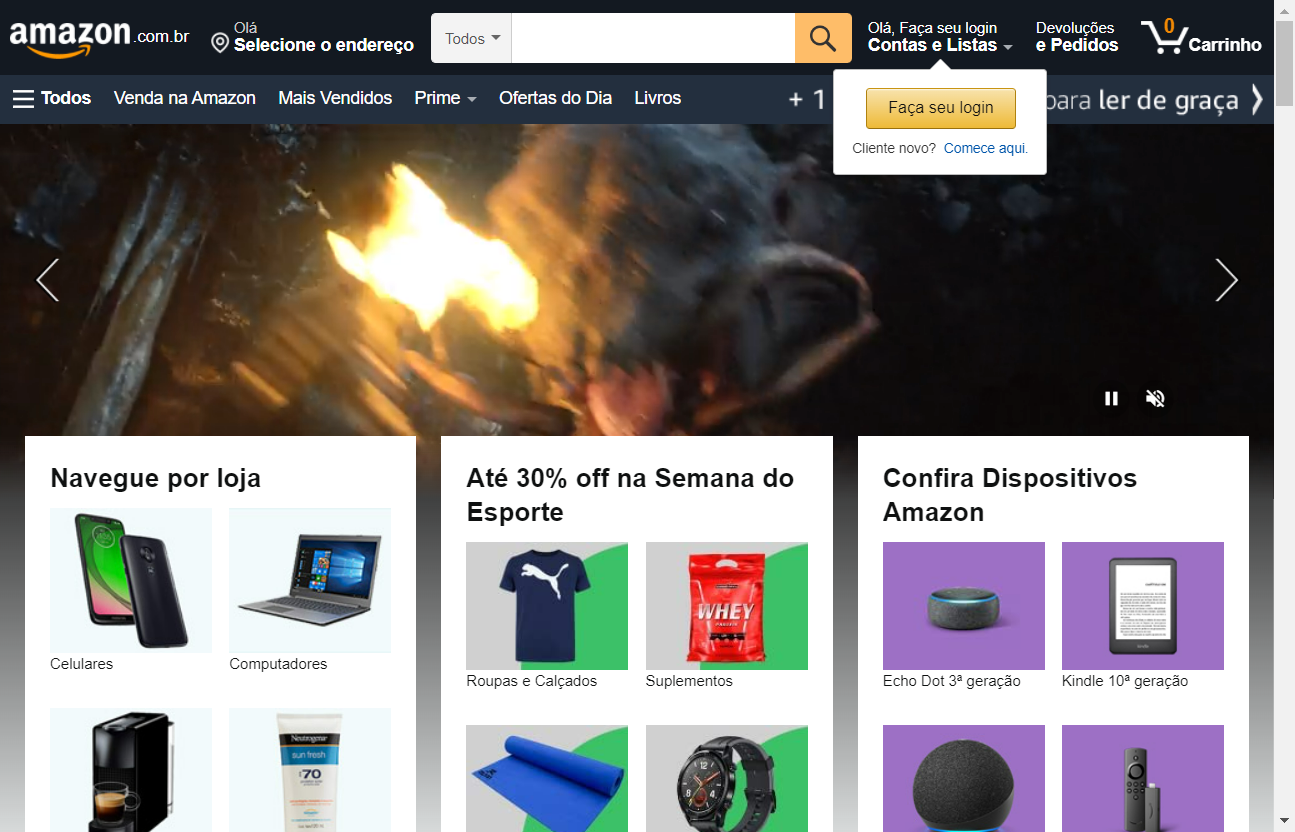 amazon.com.br
Olá
Selecione o endereço
Todos
Olá, Faça seu login
Contas e Listas
Devoluções
e Pedidos
0
Carrinho
Todos
Venda na Amazon
Mais Vendidos
Prime
Ofertas do Dia
Livros
+ 1
para ler de graça
Faça seu login
Cliente novo? Comece aqui.
Navegue por loja
Celulares
Computadores
Neutrogena
sun fresh
70
Até 30% off na Semana do
Esporte
WHEY
Roupas e Calçados
Suplementos
12
Confira Dispositivos
Amazon
kindle
Echo Dot 3ª geração
Kindle 10ª geração